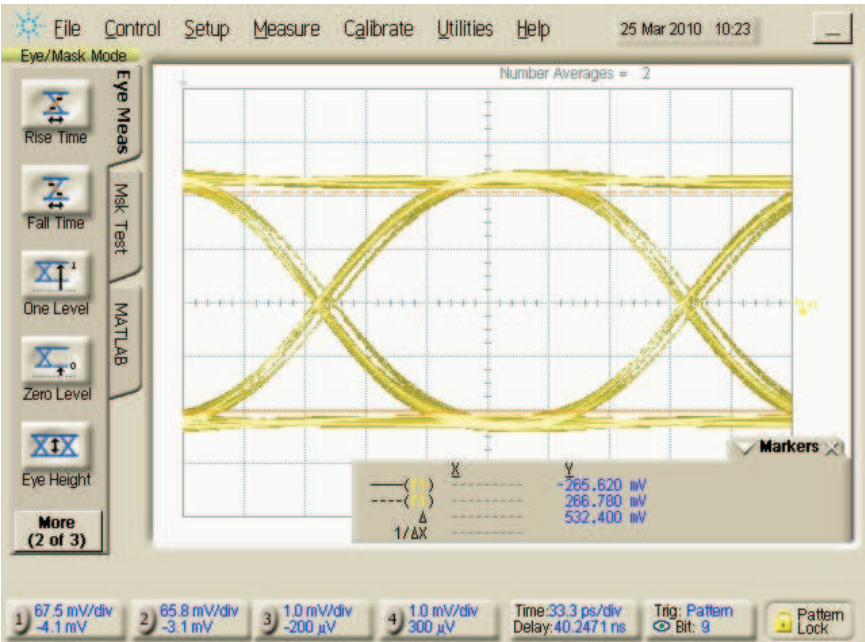 File Control Setup Measure Calibrate Utilities Help 25 Mar 2010 10:23
Eye/Mask Mode
Number Averages = 2
Eye Meas
Msk Test
MATLAB
Rise Time
Fall Time
One Level
Zero Level
Eye Height
More
(2 of 3)
Markers
X Y
-265.620 mV
266.780 mV
Δ 532.400 mV
1/ΔX
1) 67.5 mV/div
-4.1 mV
2) 65.8 mV/div
-3.1 mV
3) 1.0 mV/div
-200 µV
4) 1.0 mV/div
300 µV
Time:33.3 ps/div
Delay:40.2471 ns
Trig: Pattern
Bit: 9
Pattern
Lock